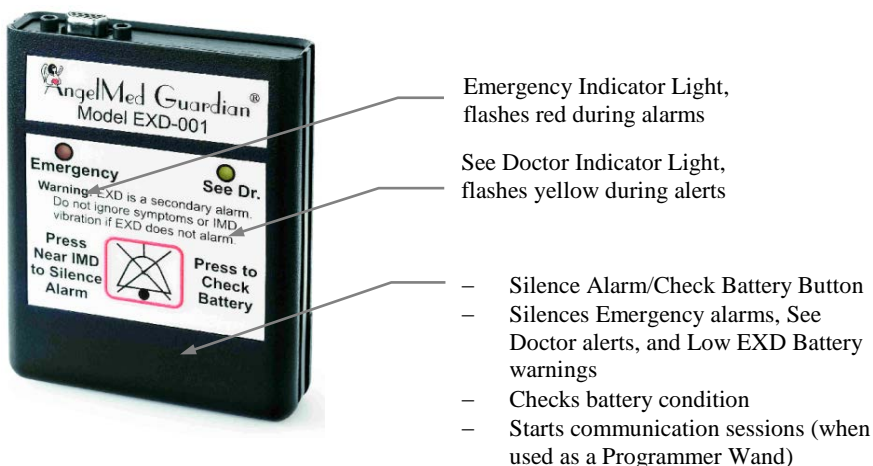 AngelMed Guardian®
Model EXD-001
Emergency
See Dr.
Warning: EXD is a secondary alarm.
Do not ignore symptoms or IMD
vibration if EXD does not alarm.
Press
Near IMD
to Silence
Alarm
Press to
Check
Battery
Emergency Indicator Light,
flashes red during alarms
See Doctor Indicator Light,
flashes yellow during alerts
– Silence Alarm/Check Battery Button
– Silences Emergency alarms, See
Doctor alerts, and Low EXD Battery
warnings
– Checks battery condition
– Starts communication sessions (when
used as a Programmer Wand)